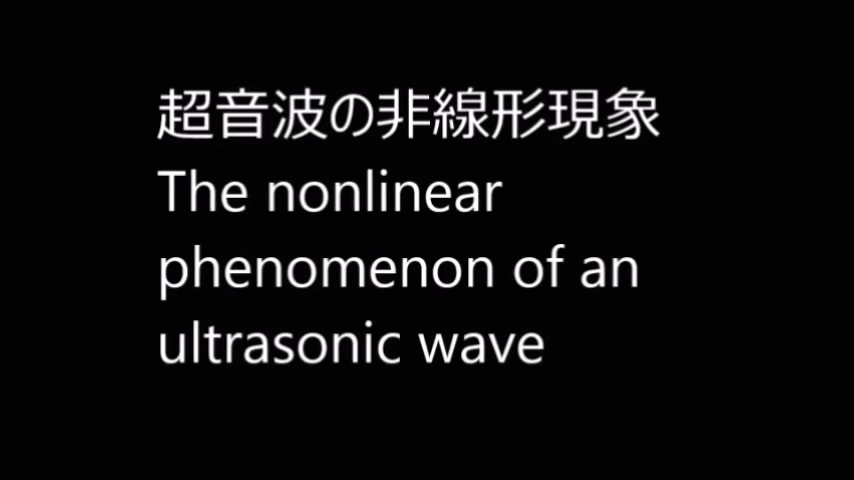 超音波の非線形現象
The nonlinear
phenomenon of an
ultrasonic wave